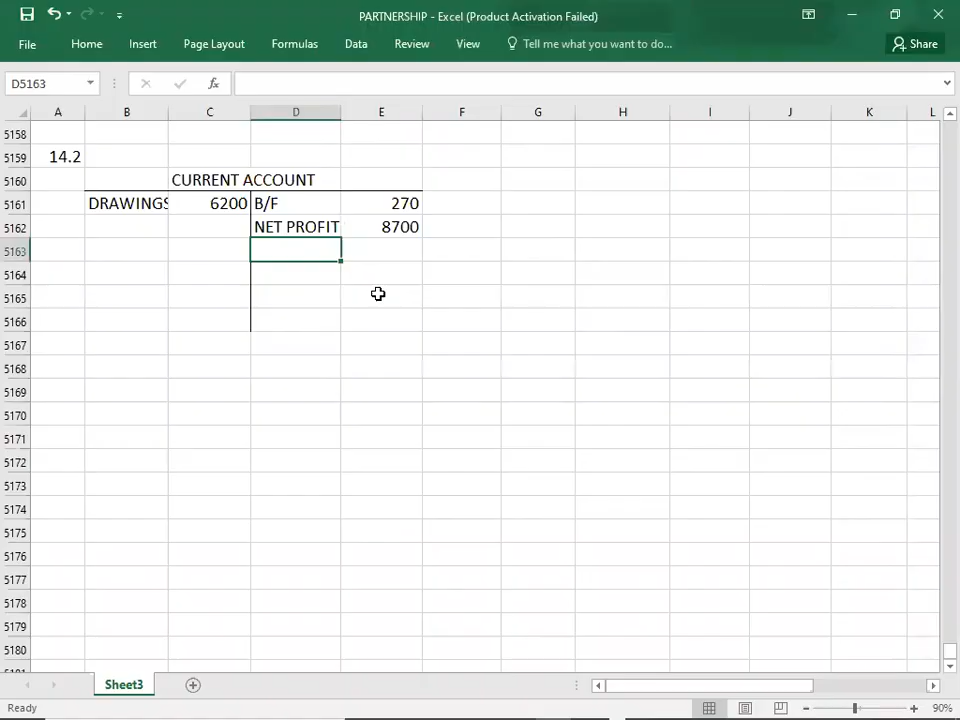 PARTNERSHIP - Excel (Product Activation Failed)
File Home Insert Page Layout Formulas Data Review View Tell me what you want to do... Share
D5163 fx
A B C D E F G H I J K L
5158
5159 14.2
5160 CURRENT ACCOUNT
5161 DRAWINGS 6200 B/F 270
5162 NET PROFIT 8700
5163
5164
5165
5166
5167
5168
5169
5170
5171
5172
5173
5174
5175
5176
5177
5178
5179
5180
5181
Sheet3
Ready 90%